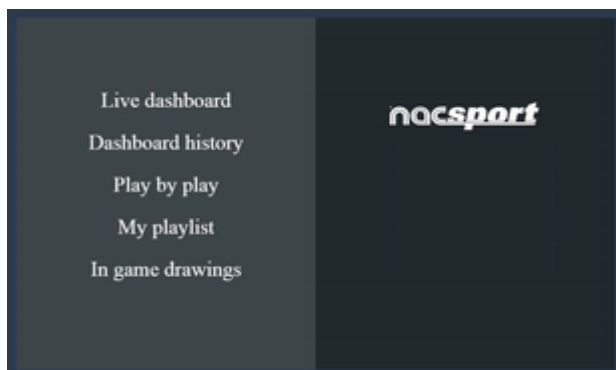 Live dashboard
Dashboard history
Play by play
My playlist
In game drawings
nacsport